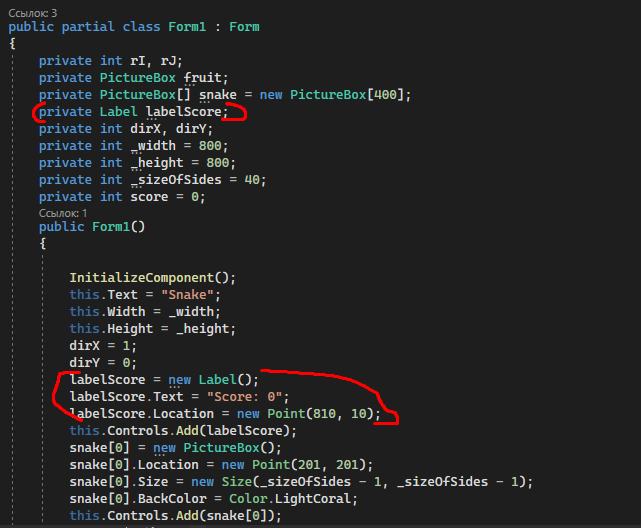 Ссылок: 3
public partial class Form1 : Form
{
private int rI, rJ;
private PictureBox fruit;
private PictureBox[] snake = new PictureBox[400];
private Label labelScore;
private int dirX, dirY;
private int _width = 800;
private int _height = 800;
private int _sizeOfSides = 40;
private int score = 0;
Ссылок: 1
public Form1()
{
InitializeComponent();
this.Text = "Snake";
this.Width = _width;
this.Height = _height;
dirX = 1;
dirY = 0;
labelScore = new Label();
labelScore.Text = "Score: 0";
labelScore.Location = new Point(810, 10);
this.Controls.Add(labelScore);
snake[0] = new PictureBox();
snake[0].Location = new Point(201, 201);
snake[0].Size = new Size(_sizeOfSides - 1, _sizeOfSides - 1);
snake[0].BackColor = Color.LightCoral;
this.Controls.Add(snake[0]);